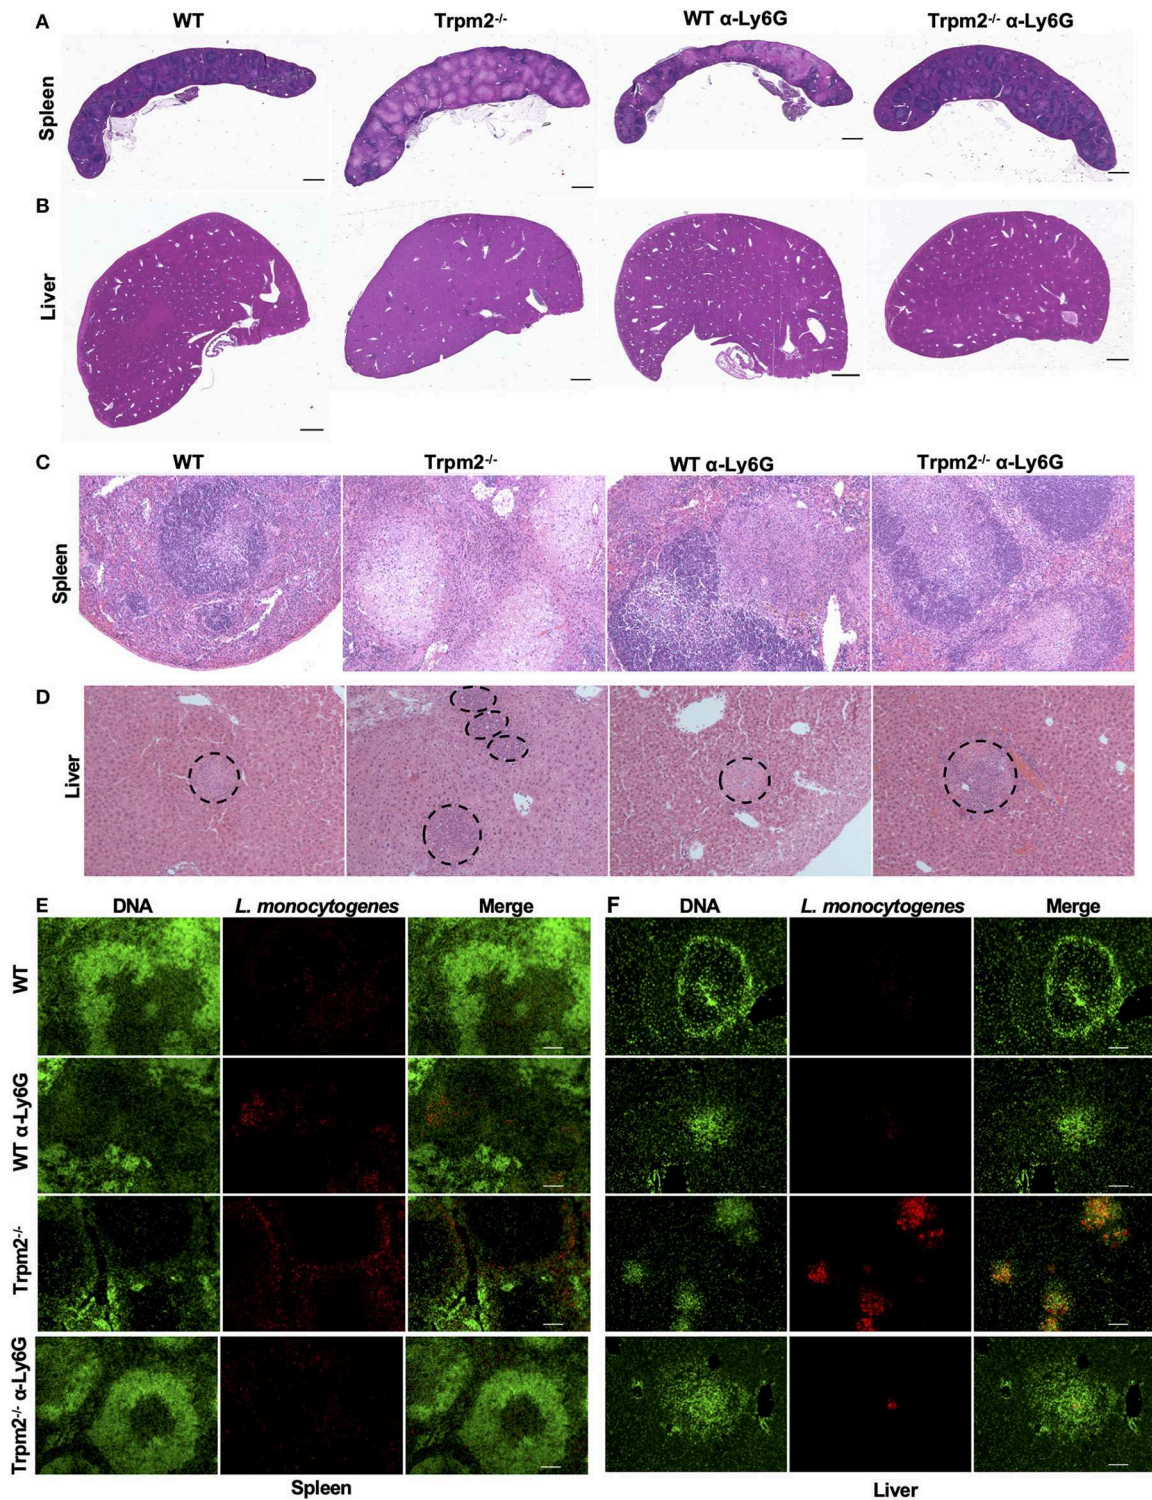 A WT Trpm2-/- WT α-Ly6G Trpm2-/- α-Ly6G
Spleen
B
Liver
C WT Trpm2-/- WT α-Ly6G Trpm2-/- α-Ly6G
Spleen
D
Liver
E DNA L. monocytogenes Merge F DNA L. monocytogenes Merge
WT
WT α-Ly6G
Trpm2-/-
Trpm2-/- α-Ly6G
Spleen Liver